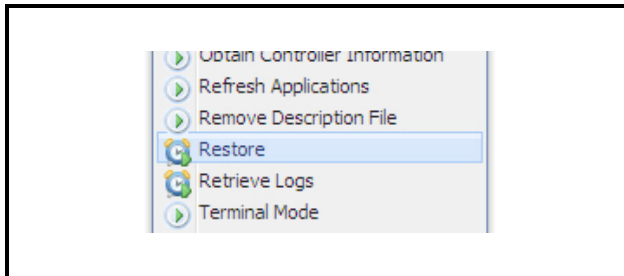 Obtain Controller Information
Refresh Applications
Remove Description File
Restore
Retrieve Logs
Terminal Mode